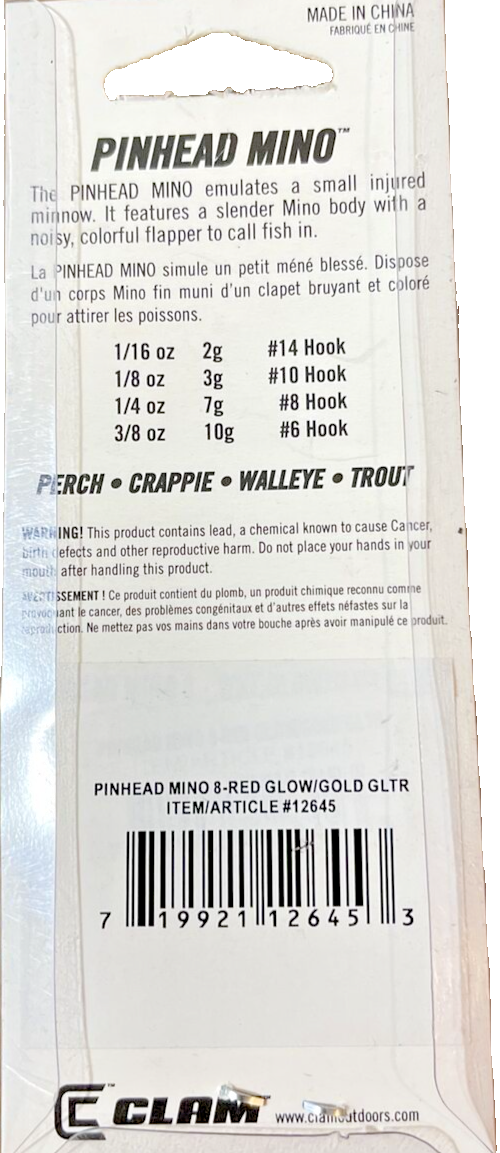 MADE IN CHINA
FABRIQUÉ EN CHINE
PINHEAD MINO™
The PINHEAD MINO emulates a small injured
minnow. It features a slender Mino body with a
noisy, colorful flapper to call fish in.
La PINHEAD MINO simule un petit méné blessé. Dispose
d'un corps Mino fin muni d'un clapet bruyant et coloré
pour attirer les poissons.
1/16 oz 2g #14 Hook
1/8 oz 3g #10 Hook
1/4 oz 7g #8 Hook
3/8 oz 10g #6 Hook
PERCH • CRAPPIE • WALLEYE • TROUT
WARNING! This product contains lead, a chemical known to cause Cancer,
birth defects and other reproductive harm. Do not place your hands in your
mouth after handling this product.
AVERTISSEMENT ! Ce produit contient du plomb, un produit chimique reconnu comme
provoquant le cancer, des problèmes congénitaux et d'autres effets néfastes sur la
reproduction. Ne mettez pas vos mains dans votre bouche après avoir manipulé ce produit.
PINHEAD MINO 8-RED GLOW/GOLD GLTR
ITEM/ARTICLE #12645
7 19921 12645 3
CLAM™ www.clamoutdoors.com